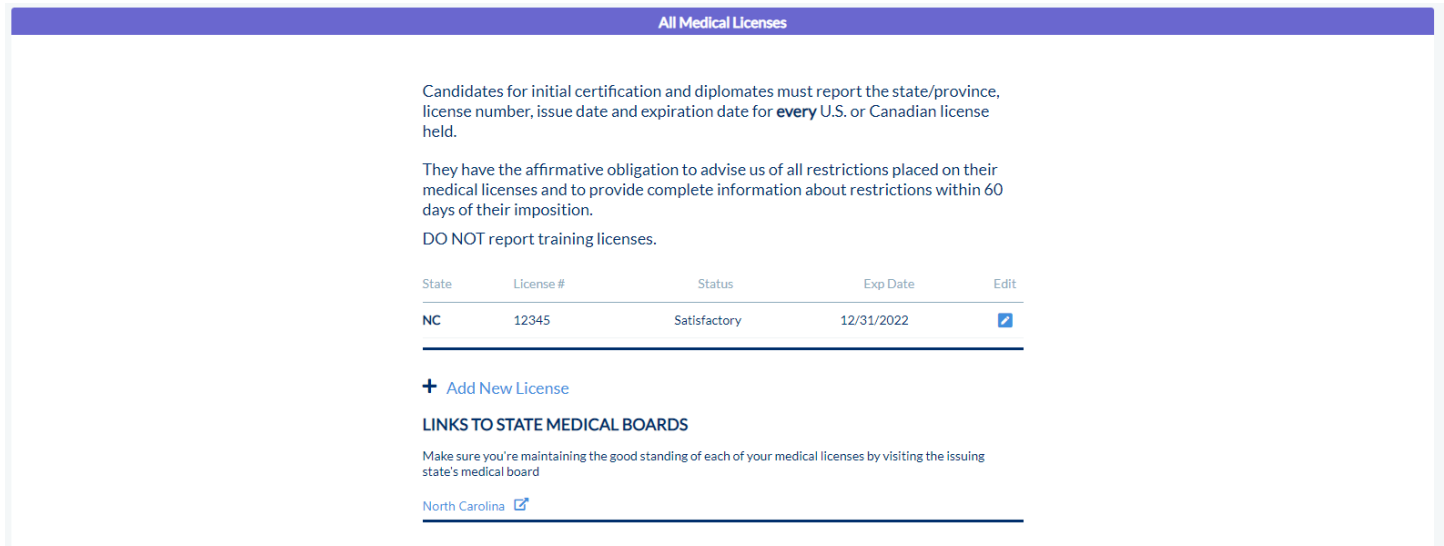 All Medical Licenses
Candidates for initial certification and diplomates must report the state/province,
license number, issue date and expiration date for every U.S. or Canadian license
held.
They have the affirmative obligation to advise us of all restrictions placed on their
medical licenses and to provide complete information about restrictions within 60
days of their imposition.
DO NOT report training licenses.
State License # Status Exp Date Edit
NC 12345 Satisfactory 12/31/2022
+ Add New License
LINKS TO STATE MEDICAL BOARDS
Make sure you're maintaining the good standing of each of your medical licenses by visiting the issuing
state's medical board
North Carolina